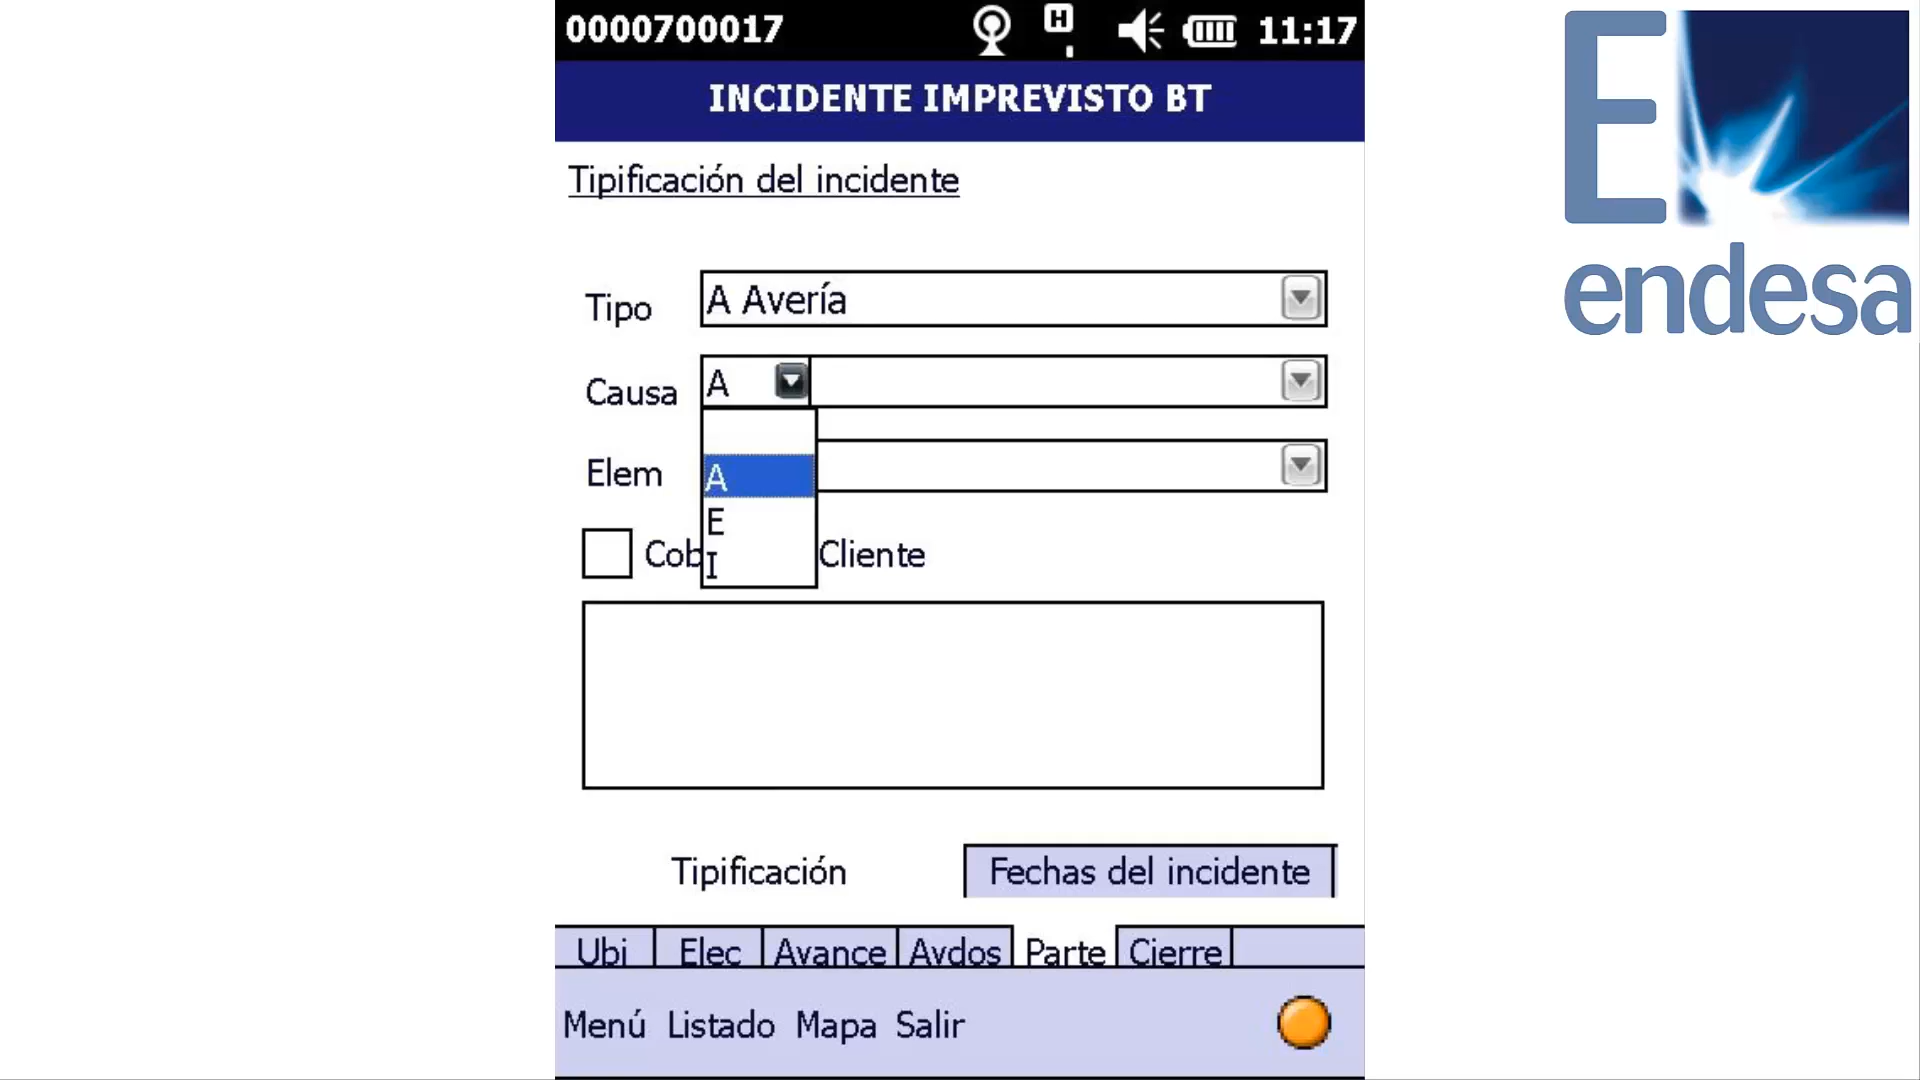 0000700017 H 11:17
INCIDENTE IMPREVISTO BT
Tipificación del incidente
Tipo A Avería
Causa A
Elem
A
E
I
Cob Cliente
Tipificación Fechas del incidente
Ubi Elec Avance Avdos Parte Cierre
Menú Listado Mapa Salir
E
endesa